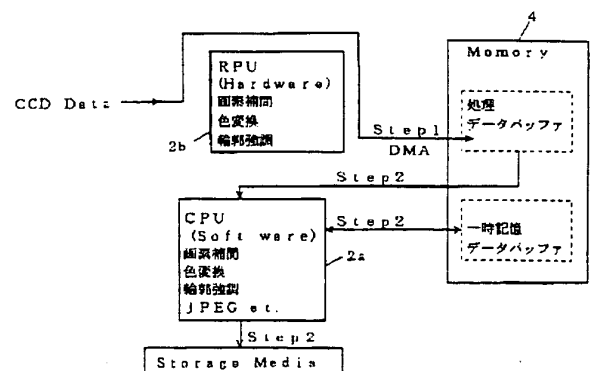 4
Memory
RPU
(Hardware)
画素補間
色変換
輪郭強調
2b
CCD Data
処理
データバッファ
Step1
DMA
Step2
CPU
(Soft ware)
画素補間
色変換
輪郭強調
JPEG et.
2a
Step2
一時記憶
データバッファ
Step2
Storage Media